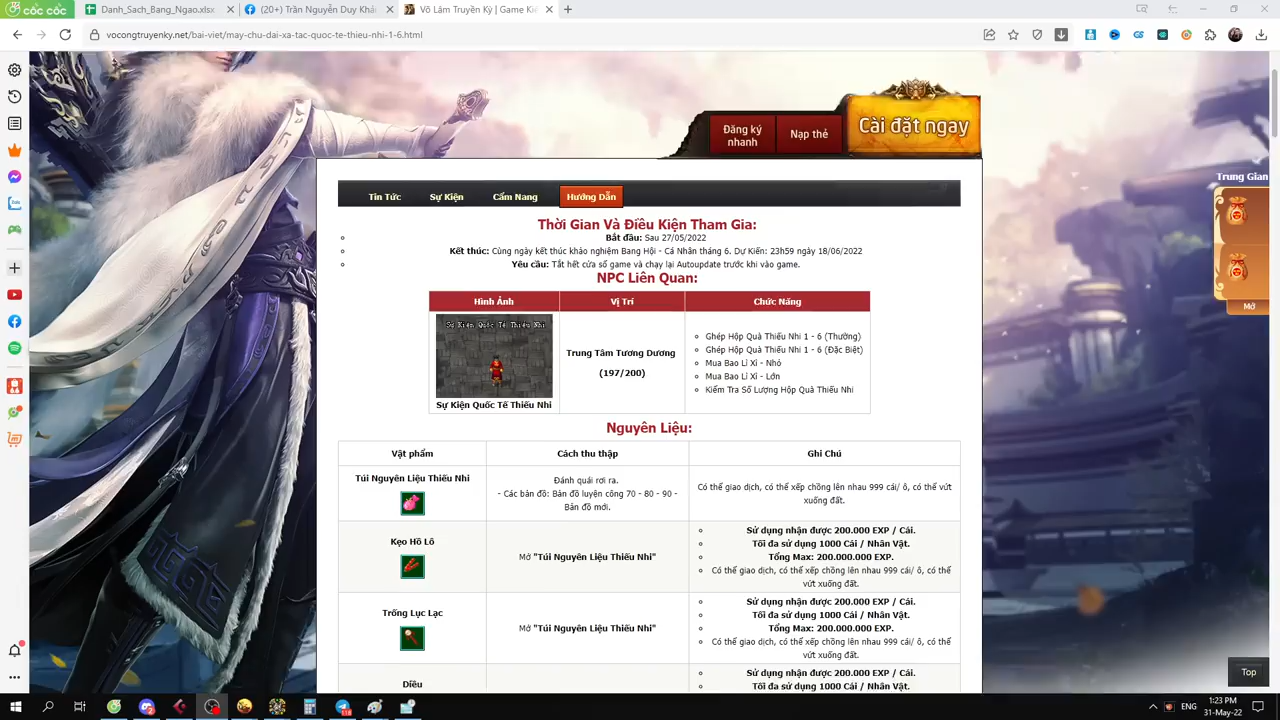 cốc cốc
Danh_Sach_Bang_Ngao.xlsx
(20+) Trần Nguyễn Duy Khán
Võ Lâm Truyền Kỳ | Game Kiế
vocongtruyenky.net/bai-viet/may-chu-dai-xa-tac-quoc-te-thieu-nhi-1-6.html
Đăng ký
nhanh
Nạp thẻ
Cài đặt ngay
Trung Gian
Mở
Tin Tức
Sự Kiện
Cẩm Nang
Hướng Dẫn
Thời Gian Và Điều Kiện Tham Gia:
Bắt đầu: Sau 27/05/2022
Kết thúc: Cùng ngày kết thúc khảo nghiệm Bang Hội - Cá Nhân tháng 6. Dự Kiến: 23h59 ngày 18/06/2022
Yêu cầu: Tắt hết cửa sổ game và chạy lại Autoupdate trước khi vào game.
NPC Liên Quan:
Hình Ảnh
Vị Trí
Chức Năng
Sự Kiện Quốc Tế Thiếu Nhi
Sự Kiện Quốc Tế Thiếu Nhi
Trung Tâm Tương Dương
(197/200)
Ghép Hộp Quà Thiếu Nhi 1 - 6 (Thường)
Ghép Hộp Quà Thiếu Nhi 1 - 6 (Đặc Biệt)
Mua Bao Lì Xì - Nhỏ
Mua Bao Lì Xì - Lớn
Kiểm Tra Số Lượng Hộp Quà Thiếu Nhi
Nguyên Liệu:
Vật phẩm
Cách thu thập
Ghi Chú
Túi Nguyên Liệu Thiếu Nhi
Đánh quái rơi ra.
- Các bản đồ: Bản đồ luyện công 70 - 80 - 90 -
Bản đồ mới.
Có thể giao dịch, có thể xếp chồng lên nhau 999 cái/ ô, có thể vứt
xuống đất.
Kẹo Hồ Lô
Mở "Túi Nguyên Liệu Thiếu Nhi"
Sử dụng nhận được 200.000 EXP / Cái.
Tối đa sử dụng 1000 Cái / Nhân Vật.
Tổng Max: 200.000.000 EXP.
Có thể giao dịch, có thể xếp chồng lên nhau 999 cái/ ô, có thể
vứt xuống đất.
Trống Lục Lạc
Mở "Túi Nguyên Liệu Thiếu Nhi"
Sử dụng nhận được 200.000 EXP / Cái.
Tối đa sử dụng 1000 Cái / Nhân Vật.
Tổng Max: 200.000.000 EXP.
Có thể giao dịch, có thể xếp chồng lên nhau 999 cái/ ô, có thể
vứt xuống đất.
Diều
Sử dụng nhận được 200.000 EXP / Cái.
Tối đa sử dụng 1000 Cái / Nhân Vật.
Top
ENG
1:23 PM
31-May-22